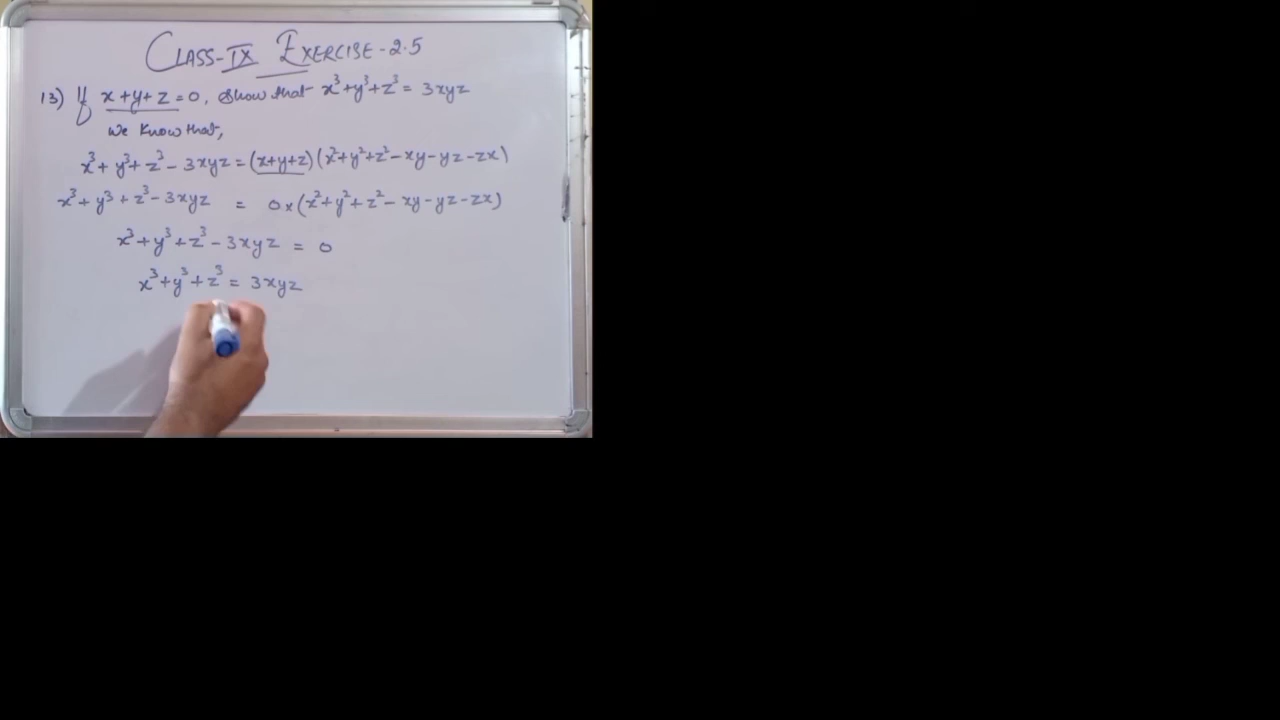 CLASS-IX EXERCISE-2.5
13) If x+y+z=0, show that x³+y³+z³ = 3xyz
We know that,
x³+y³+z³-3xyz=(x+y+z)(x²+y²+z²-xy-yz-zx)
x³+y³+z³-3xyz = 0×(x²+y²+z²-xy-yz-zx)
x³+y³+z³-3xyz = 0
x³+y³+z³ = 3xyz